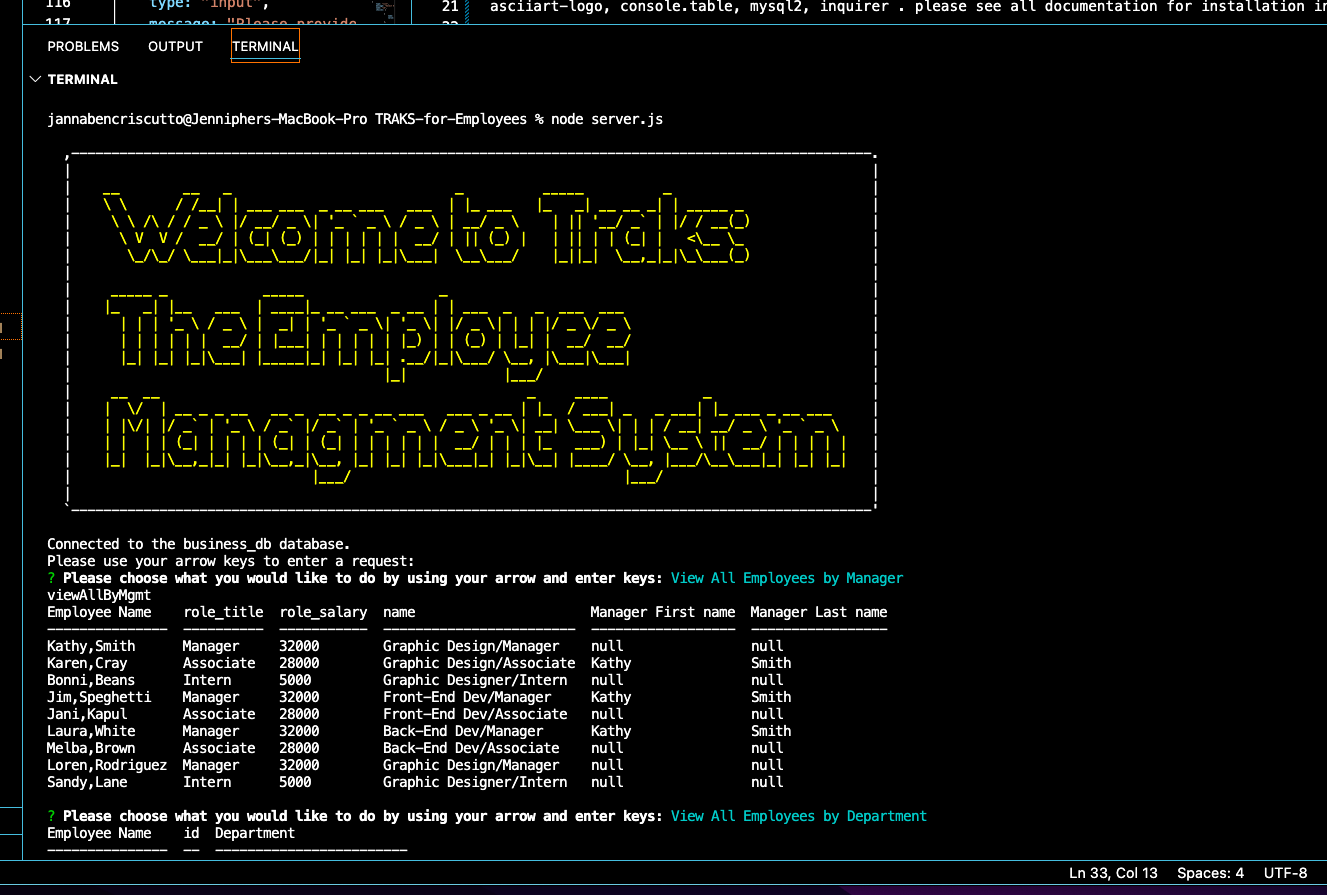 116
type: "input",
117
message: "Please provide
21
asciiart-logo, console.table, mysql2, inquirer . please see all documentation for installation in
PROBLEMS OUTPUT TERMINAL
TERMINAL
jannabencriscutto@Jenniphers-MacBook-Pro TRAKS-for-Employees % node server.js
Welcome to Traks:
The Employee
Managment System
Connected to the business_db database.
Please use your arrow keys to enter a request:
? Please choose what you would like to do by using your arrow and enter keys: View All Employees by Manager
viewAllByMgmt
Employee Name role_title role_salary name Manager First name Manager Last name
Kathy,Smith Manager 32000 Graphic Design/Manager null null
Karen,Cray Associate 28000 Graphic Design/Associate Kathy Smith
Bonni,Beans Intern 5000 Graphic Designer/Intern null null
Jim,Speghetti Manager 32000 Front-End Dev/Manager Kathy Smith
Jani,Kapul Associate 28000 Front-End Dev/Associate null null
Laura,White Manager 32000 Back-End Dev/Manager Kathy Smith
Melba,Brown Associate 28000 Back-End Dev/Associate null null
Loren,Rodriguez Manager 32000 Graphic Design/Manager null null
Sandy,Lane Intern 5000 Graphic Designer/Intern null null
? Please choose what you would like to do by using your arrow and enter keys: View All Employees by Department
Employee Name id Department
Ln 33, Col 13 Spaces: 4 UTF-8